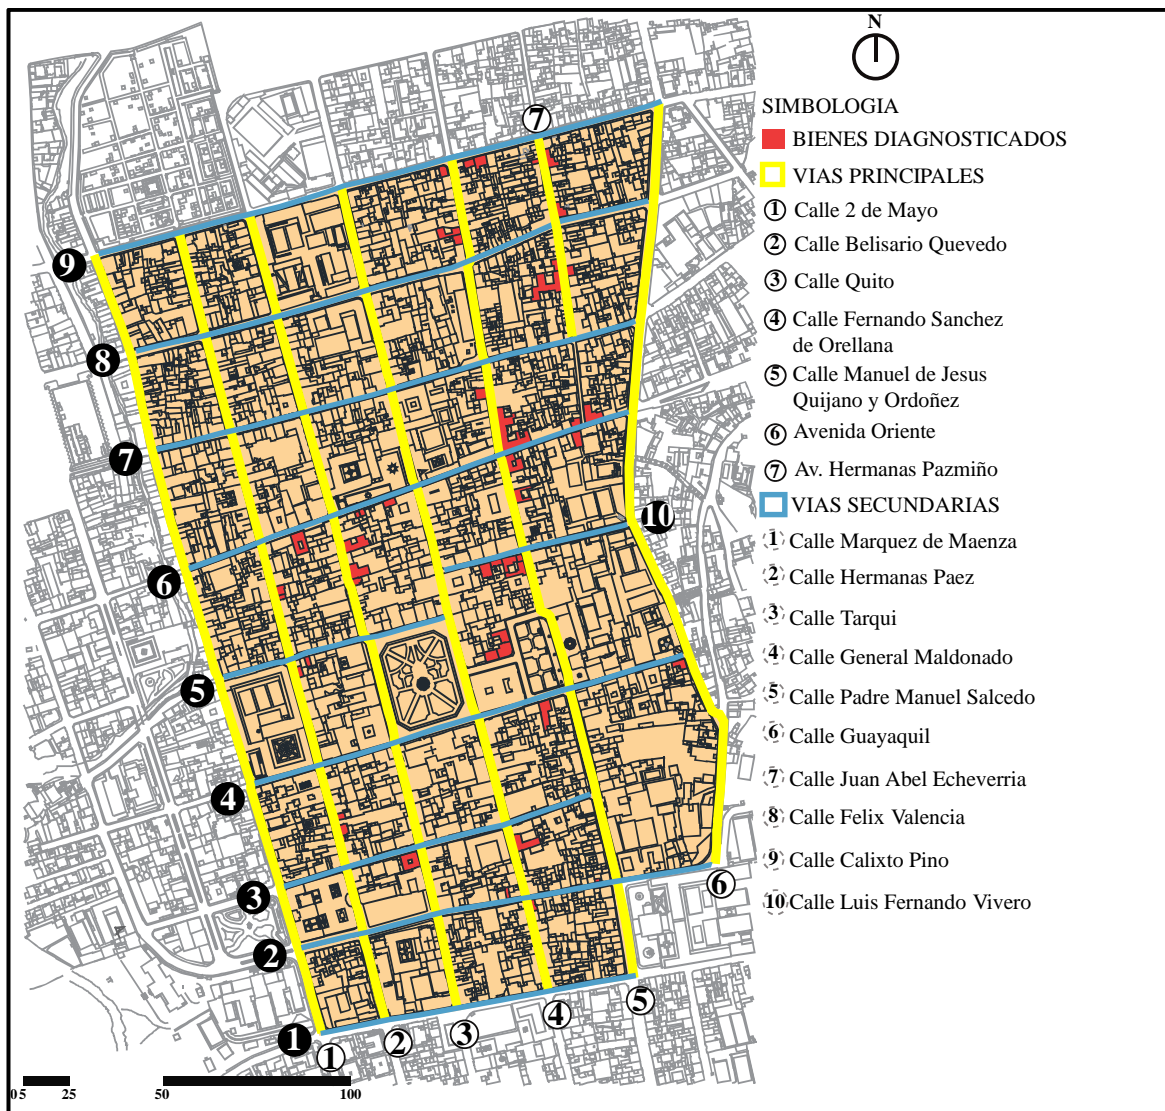 N
SIMBOLOGIA
BIENES DIAGNOSTICADOS
VIAS PRINCIPALES
1 Calle 2 de Mayo
2 Calle Belisario Quevedo
3 Calle Quito
4 Calle Fernando Sanchez
de Orellana
5 Calle Manuel de Jesus
Quijano y Ordoñez
6 Avenida Oriente
7 Av. Hermanas Pazmiño
VIAS SECUNDARIAS
1 Calle Marquez de Maenza
2 Calle Hermanas Paez
3 Calle Tarqui
4 Calle General Maldonado
5 Calle Padre Manuel Salcedo
6 Calle Guayaquil
7 Calle Juan Abel Echeverria
8 Calle Felix Valencia
9 Calle Calixto Pino
10 Calle Luis Fernando Vivero
7
9
8
7
10
6
5
4
3
6
2
5
4
1
3
2
1
0 5 25 50 100